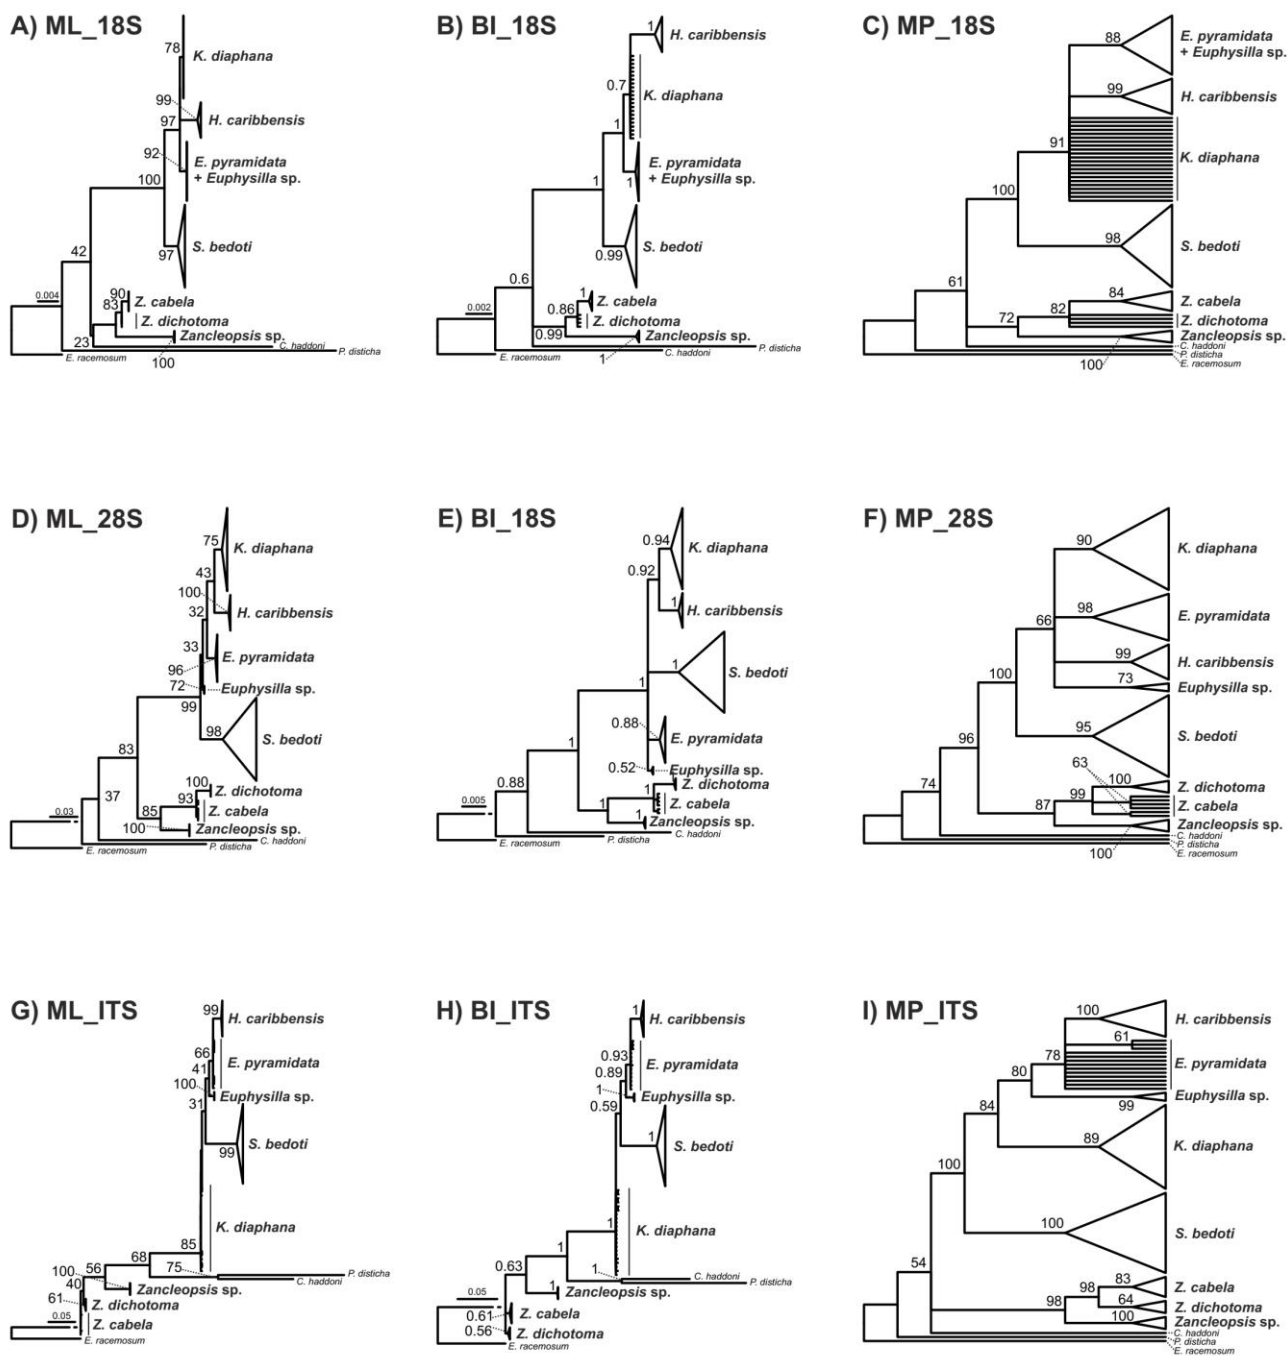 A) ML_18S
78
K. diaphana
99
H. caribbensis
97
92
E. pyramidata
+ Euphysilla sp.
100
97
S. bedoti
42
0.004
90
Z. cabela
83
Z. dichotoma
Zancleopsis sp.
23
C. haddoni
P. disticha
E. racemosum
100
B) BI_18S
1
H. caribbensis
0.7
K. diaphana
1
E. pyramidata
+ Euphysilla sp.
1
1
S. bedoti
0.99
0.6
0.002
1
Z. cabela
0.86
Z. dichotoma
0.99
Zancleopsis sp.
P. disticha
C. haddoni
E. racemosum
1
C) MP_18S
88
E. pyramidata
+ Euphysilla sp.
99
H. caribbensis
91
K. diaphana
100
98
S. bedoti
61
84
Z. cabela
82
Z. dichotoma
72
Zancleopsis sp.
C. haddoni
P. disticha
E. racemosum
100
D) ML_28S
75
K. diaphana
43
100
H. caribbensis
32
33
E. pyramidata
96
72
Euphysilla sp.
99
98
S. bedoti
83
100
Z. dichotoma
93
Z. cabela
37
85
0.03
100
Zancleopsis sp.
C. haddoni
P. disticha
E. racemosum
E) BI_18S
0.94
K. diaphana
0.92
1
H. caribbensis
1
S. bedoti
1
0.88
E. pyramidata
1
0.52
Euphysilla sp.
Z. dichotoma
0.88
1
1
Z. cabela
0.005
1
Zancleopsis sp.
C. haddoni
P. disticha
E. racemosum
F) MP_28S
90
K. diaphana
98
E. pyramidata
66
99
H. caribbensis
73
Euphysilla sp.
100
95
S. bedoti
96
63
100
Z. dichotoma
74
99
Z. cabela
87
Zancleopsis sp.
C. haddoni
P. disticha
E. racemosum
100
G) ML_ITS
99
H. caribbensis
66
E. pyramidata
41
100
Euphysilla sp.
31
S. bedoti
99
K. diaphana
85
68
75
56
100
P. disticha
C. haddoni
40
Zancleopsis sp.
61
Z. dichotoma
0.05
Z. cabela
E. racemosum
H) BI_ITS
1
H. caribbensis
0.93
E. pyramidata
0.89
1
Euphysilla sp.
0.59
1
S. bedoti
K. diaphana
1
1
0.63
1
C. haddoni
P. disticha
1
Zancleopsis sp.
0.05
0.61
Z. cabela
0.56
Z. dichotoma
E. racemosum
I) MP_ITS
100
H. caribbensis
61
78
E. pyramidata
80
Euphysilla sp.
99
84
89
K. diaphana
100
100
S. bedoti
54
83
Z. cabela
98
64
Z. dichotoma
98
100
Zancleopsis sp.
C. haddoni
P. disticha
E. racemosum